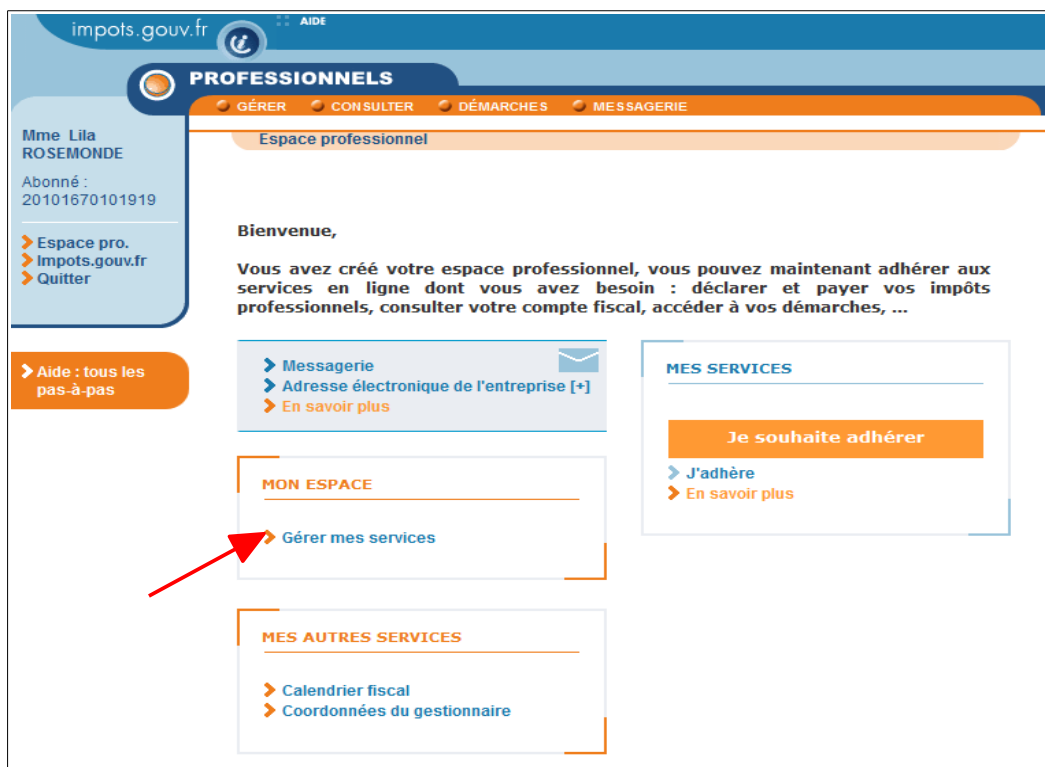 impots.gouv.fr
AIDE
PROFESSIONNELS
GÉRER CONSULTER DÉMARCHES MESSAGERIE
Mme Lila
ROSEMONDE
Abonné :
20101670101919
Espace pro.
Impots.gouv.fr
Quitter
Aide : tous les
pas-à-pas
Espace professionnel
Bienvenue,
Vous avez créé votre espace professionnel, vous pouvez maintenant adhérer aux
services en ligne dont vous avez besoin : déclarer et payer vos impôts
professionnels, consulter votre compte fiscal, accéder à vos démarches, ...
Messagerie
Adresse électronique de l'entreprise [+]
En savoir plus
MON ESPACE
Gérer mes services
MES AUTRES SERVICES
Calendrier fiscal
Coordonnées du gestionnaire
MES SERVICES
Je souhaite adhérer
J'adhère
En savoir plus